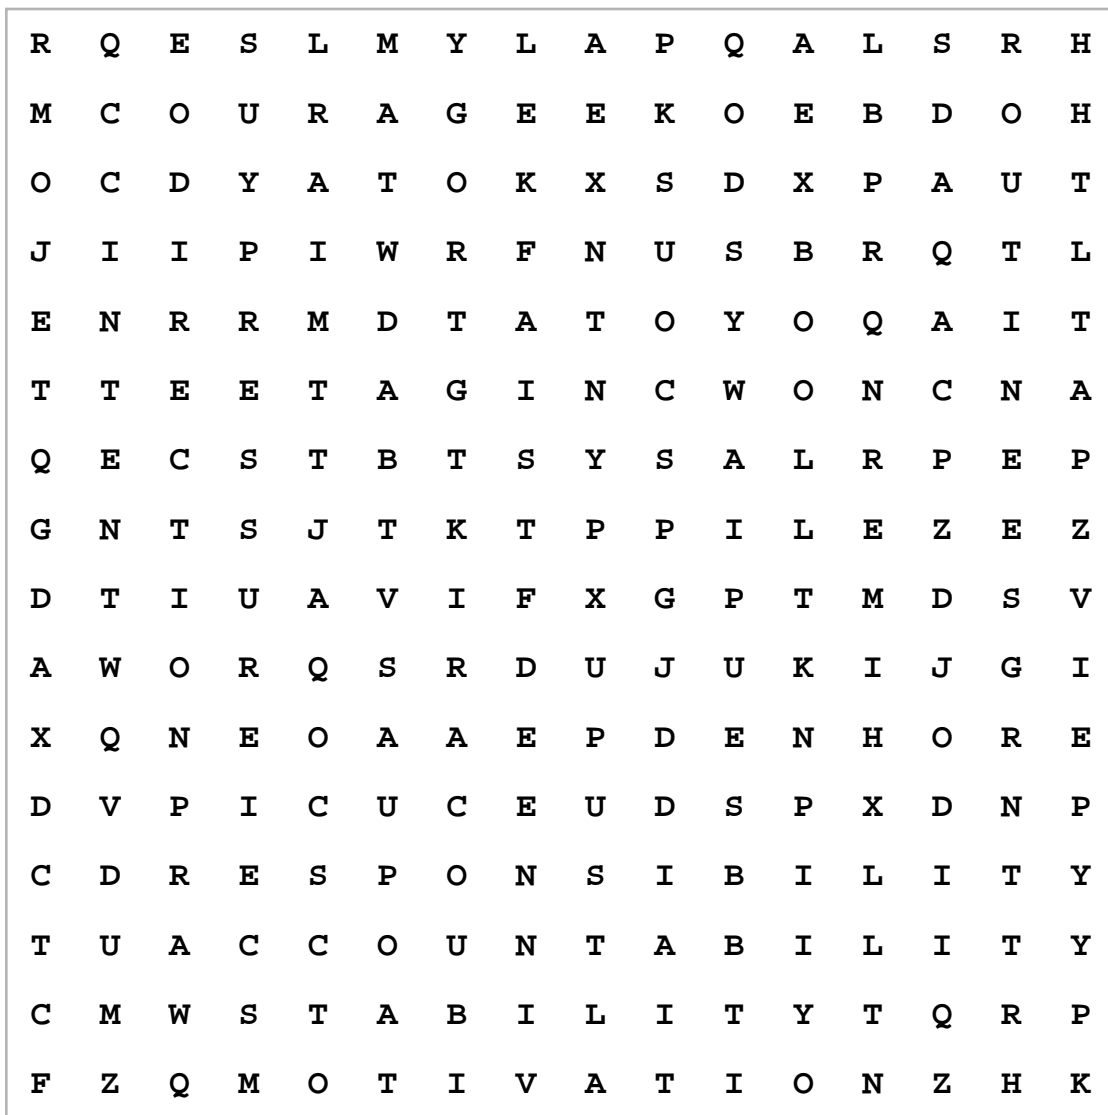 R Q E S L M Y L A P Q A L S R H
M C O U R A G E E K O E B D O H
O C D Y A T O K X S D X P A U T
J I I P I W R F N U S B R Q T L
E N R R M D T A T O Y O Q A I T
T T E E T A G I N C W O N C N A
Q E C S T B T S Y S A L R P E P
G N T S J T K T P P I L E Z E Z
D T I U A V I F X G P T M D S V
A W O R Q S R D U J U K I J G I
X Q N E O A A E P D E N H O R E
D V P I C U C E U D S P X D N P
C D R E S P O N S I B I L I T Y
T U A C C O U N T A B I L I T Y
C M W S T A B I L I T Y T Q R P
F Z Q M O T I V A T I O N Z H K